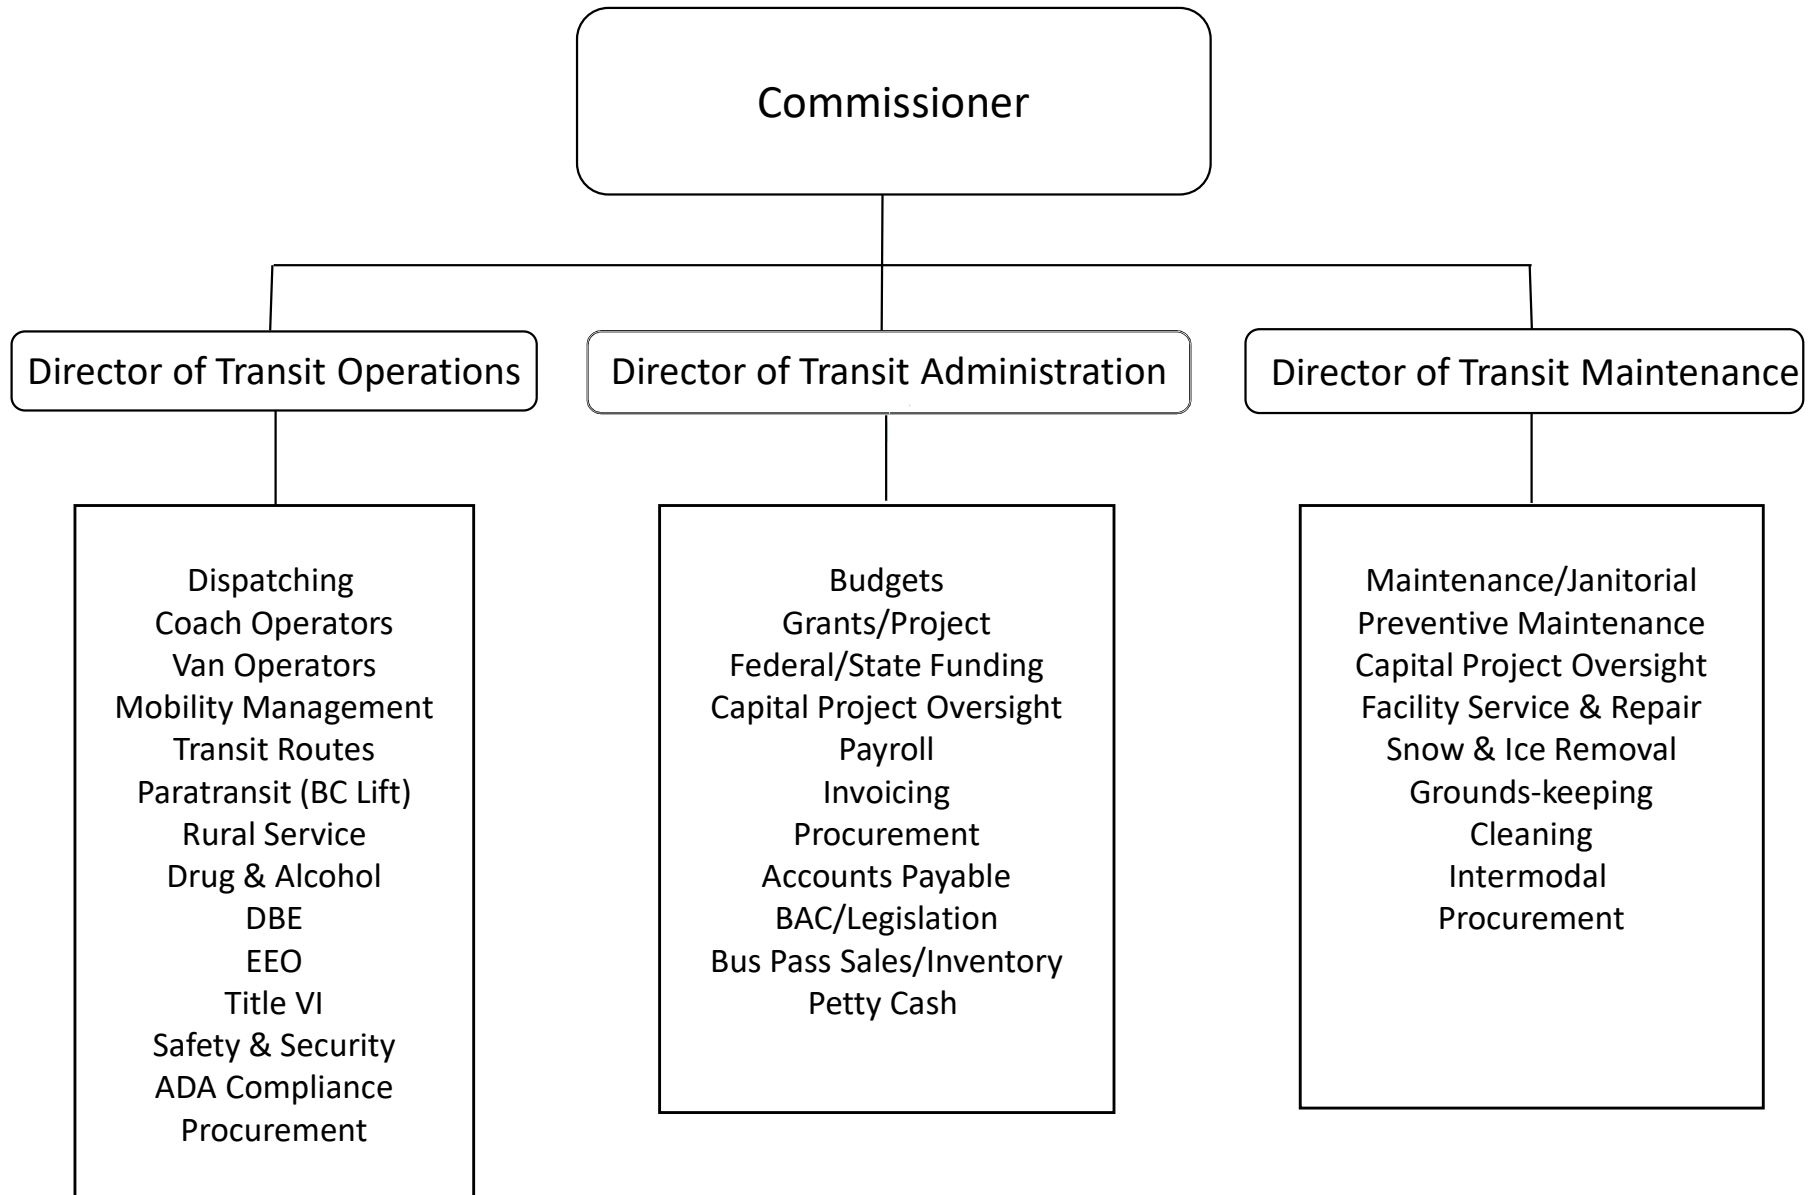 Commissioner
Director of Transit Operations
Director of Transit Administration
Director of Transit Maintenance
Dispatching
Coach Operators
Van Operators
Mobility Management
Transit Routes
Paratransit (BC Lift)
Rural Service
Drug & Alcohol
DBE
EEO
Title VI
Safety & Security
ADA Compliance
Procurement
Budgets
Grants/Project
Federal/State Funding
Capital Project Oversight
Payroll
Invoicing
Procurement
Accounts Payable
BAC/Legislation
Bus Pass Sales/Inventory
Petty Cash
Maintenance/Janitorial
Preventive Maintenance
Capital Project Oversight
Facility Service & Repair
Snow & Ice Removal
Grounds-keeping
Cleaning
Intermodal
Procurement